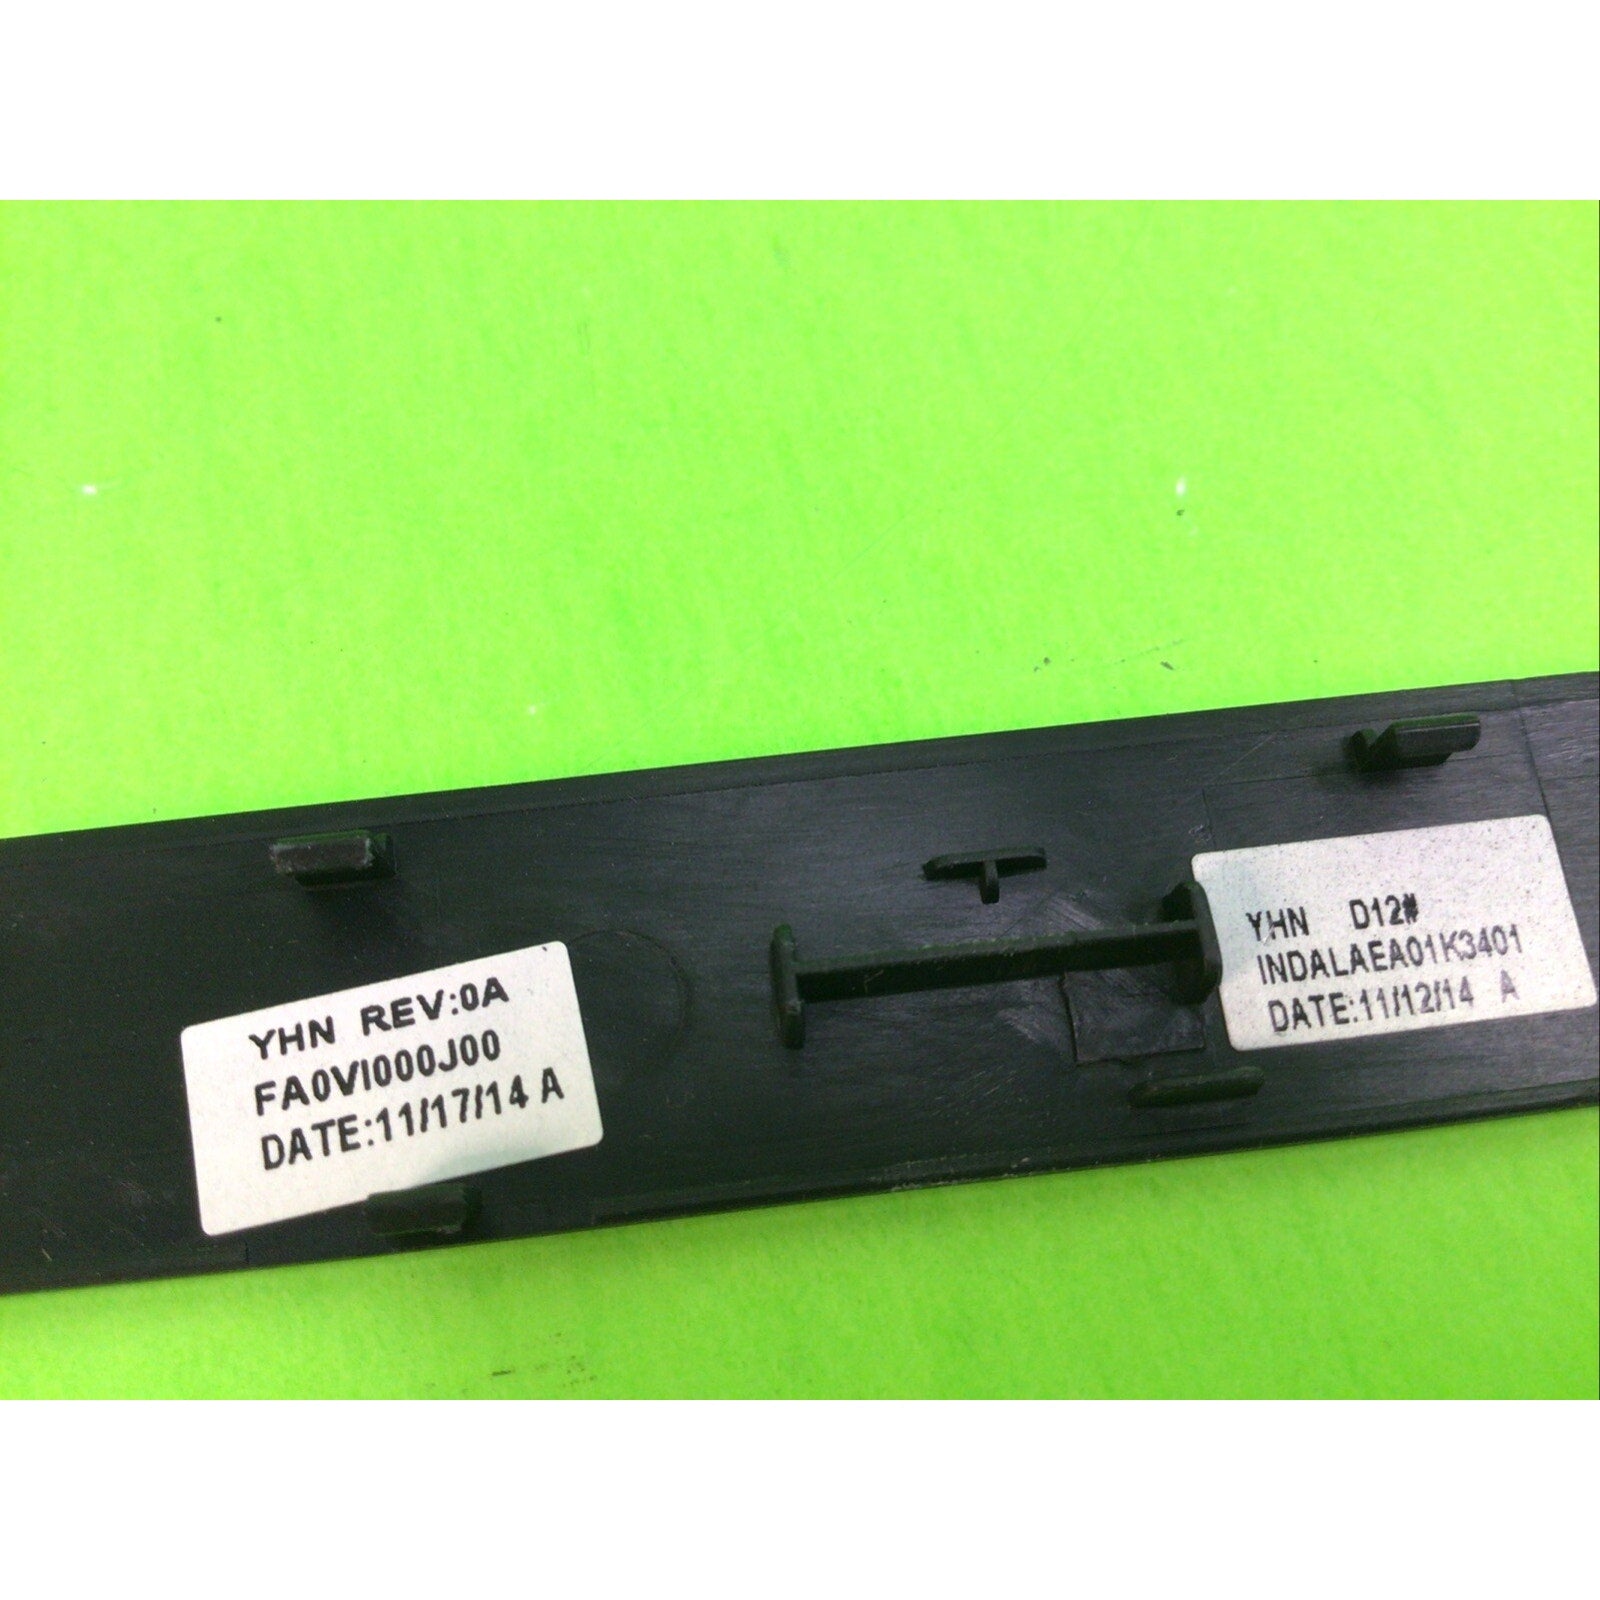 YHN REV:0A
FA0VI000J00
DATE:11/17/14 A
YHN D12#
INDALAEA01K3401
DATE:11/12/14 A